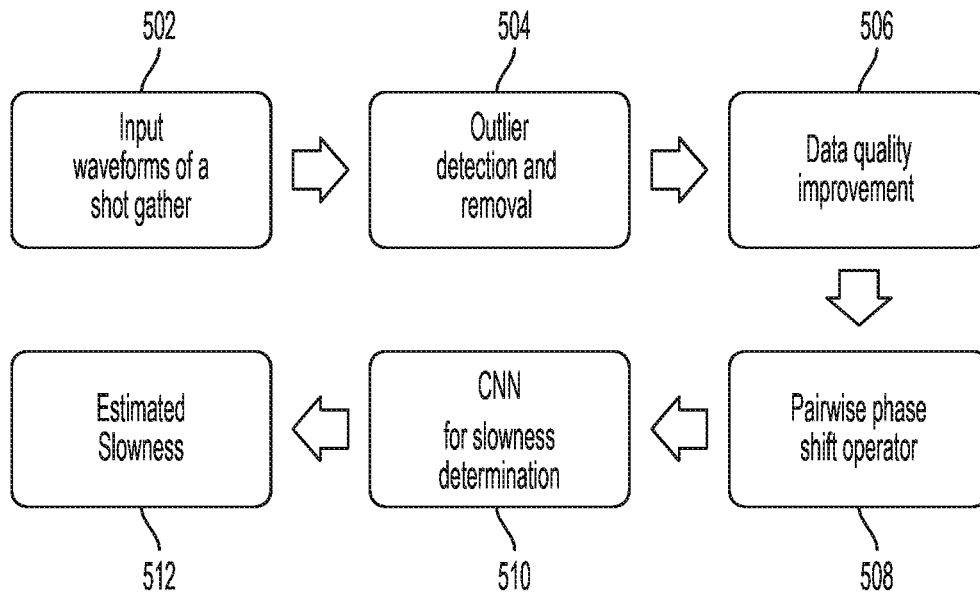 502
504
506
Input
waveforms of a
shot gather
Outlier
detection and
removal
Data quality
improvement
Estimated
Slowness
CNN
for slowness
determination
Pairwise phase
shift operator
512
510
508